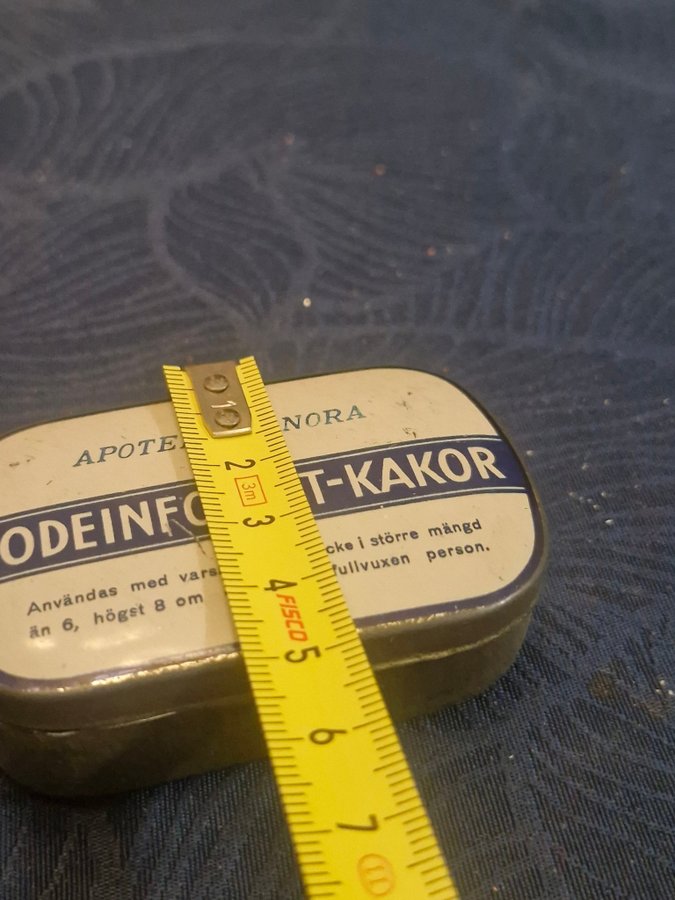 APOTE NORA
ODEINFO T-KAKOR
Användas med vars cke i större mängd
än 6, högst 8 om fullvuxen person.
1
2
3m
3
4
FISCO
5
6
7